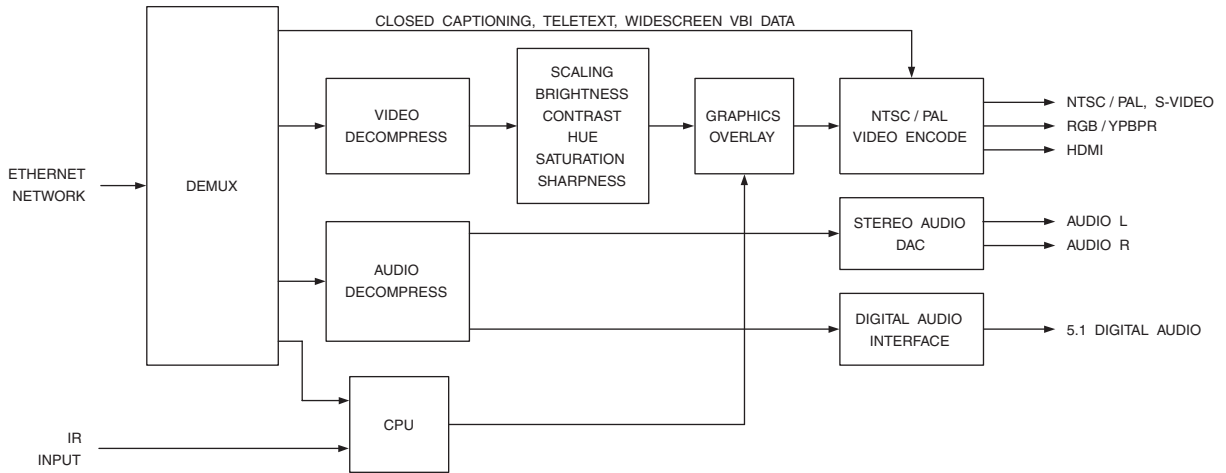 CLOSED CAPTIONING, TELETEXT, WIDESCREEN VBI DATA
ETHERNET
NETWORK
DEMUX
VIDEO
DECOMPRESS
SCALING
BRIGHTNESS
CONTRAST
HUE
SATURATION
SHARPNESS
GRAPHICS
OVERLAY
NTSC / PAL
VIDEO ENCODE
NTSC / PAL, S-VIDEO
RGB / YPBPR
HDMI
AUDIO
DECOMPRESS
STEREO AUDIO
DAC
AUDIO L
AUDIO R
DIGITAL AUDIO
INTERFACE
5.1 DIGITAL AUDIO
IR
INPUT
CPU